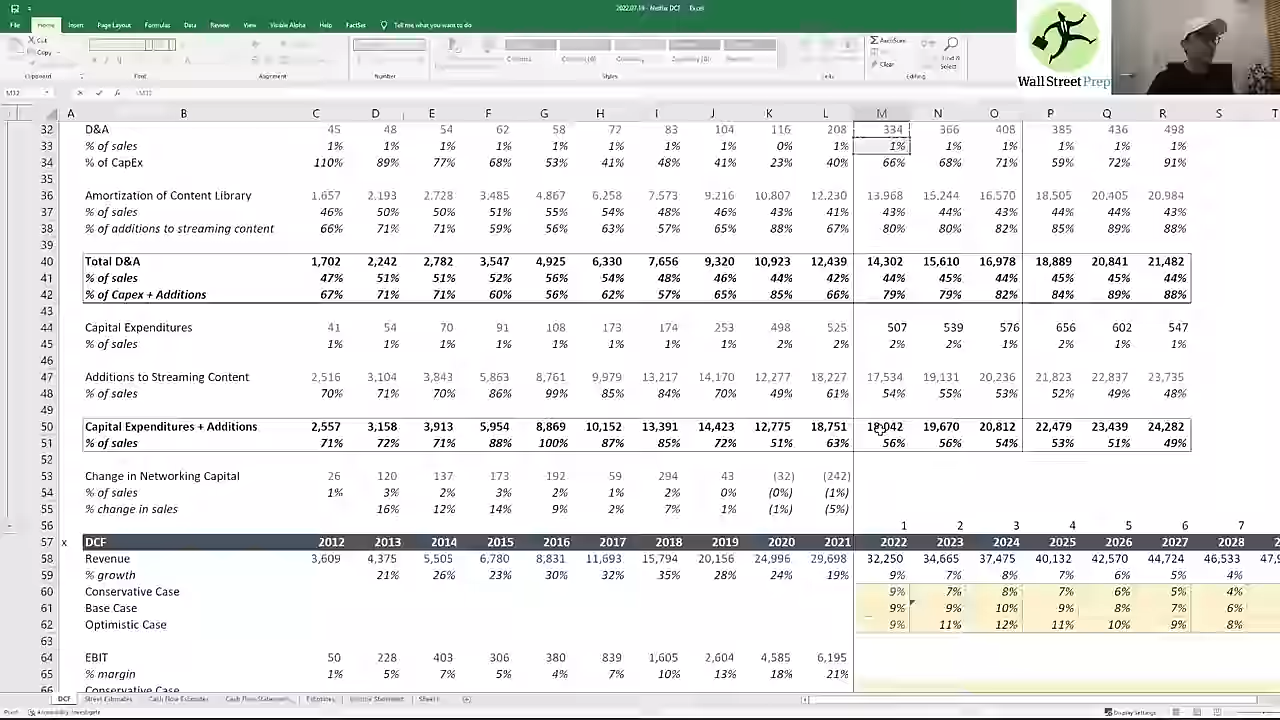 2022.07.19 - Netflix DCF Excel
File Home Insert Page Layout Formulas Data Review View Visible Alpha Help FactSet Tell me what you want to do
Cut
Copy
AutoSum
Clear
Find &
Select
Clipboard Font Alignment Number Styles Editing
Wall Street Prep
M12
A B C D E F G H I J K L M N O P Q R S T
32 D&A 45 48 54 62 58 72 83 104 116 208 334 366 408 385 436 498
33 % of sales 1% 1% 1% 1% 1% 1% 1% 1% 0% 1% 1% 1% 1% 1% 1% 1%
34 % of CapEx 110% 89% 77% 68% 53% 41% 48% 41% 23% 40% 66% 68% 71% 59% 72% 91%
35
36 Amortization of Content Library 1,657 2,193 2,728 3,485 4,867 6,258 7,573 9,216 10,807 12,230 13,968 15,244 16,570 18,505 20,405 20,984
37 % of sales 46% 50% 50% 51% 55% 54% 48% 46% 43% 41% 43% 44% 43% 44% 44% 43%
38 % of additions to streaming content 66% 71% 71% 59% 56% 63% 57% 65% 88% 67% 80% 80% 82% 85% 89% 88%
39
40 Total D&A 1,702 2,242 2,782 3,547 4,925 6,330 7,656 9,320 10,923 12,439 14,302 15,610 16,978 18,889 20,841 21,482
41 % of sales 47% 51% 51% 52% 56% 54% 48% 46% 44% 42% 44% 45% 44% 45% 45% 44%
42 % of Capex + Additions 67% 71% 71% 60% 56% 62% 57% 65% 85% 66% 79% 79% 82% 84% 89% 88%
43
44 Capital Expenditures 41 54 70 91 108 173 174 253 498 525 507 539 576 656 602 547
45 % of sales 1% 1% 1% 1% 1% 1% 1% 1% 2% 2% 2% 2% 1% 2% 1% 1%
46
47 Additions to Streaming Content 2,516 3,104 3,843 5,863 8,761 9,979 13,217 14,170 12,277 18,227 17,534 19,131 20,236 21,823 22,837 23,735
48 % of sales 70% 71% 70% 86% 99% 85% 84% 70% 49% 61% 54% 55% 53% 52% 49% 48%
49
50 Capital Expenditures + Additions 2,557 3,158 3,913 5,954 8,869 10,152 13,391 14,423 12,775 18,751 18,042 19,670 20,812 22,479 23,439 24,282
51 % of sales 71% 72% 71% 88% 100% 87% 85% 72% 51% 63% 56% 56% 54% 53% 51% 49%
52
53 Change in Networking Capital 26 120 137 173 192 59 294 43 (32) (242)
54 % of sales 1% 3% 2% 3% 2% 1% 2% 0% (0%) (1%)
55 % change in sales 16% 12% 14% 9% 2% 7% 1% (1%) (5%)
56 1 2 3 4 5 6 7
57 x DCF 2012 2013 2014 2015 2016 2017 2018 2019 2020 2021 2022 2023 2024 2025 2026 2027 2028
58 Revenue 3,609 4,375 5,505 6,780 8,831 11,693 15,794 20,156 24,996 29,698 32,250 34,665 37,475 40,132 42,570 44,724 46,533
59 % growth 21% 26% 23% 30% 32% 35% 28% 24% 19% 9% 7% 8% 7% 6% 5% 4%
60 Conservative Case 9% 7% 8% 7% 6% 5% 4%
61 Base Case 9% 9% 10% 9% 8% 7% 6%
62 Optimistic Case 9% 11% 12% 11% 10% 9% 8%
63
64 EBIT 50 228 403 306 380 839 1,605 2,604 4,585 6,195
65 % margin 1% 5% 7% 5% 4% 7% 10% 13% 18% 21%
66 Conservative Case
DCF Street Estimates Cash Flow Estimates Cash Flow Statement Income Statement
Accessibility: Investigate Display Settings